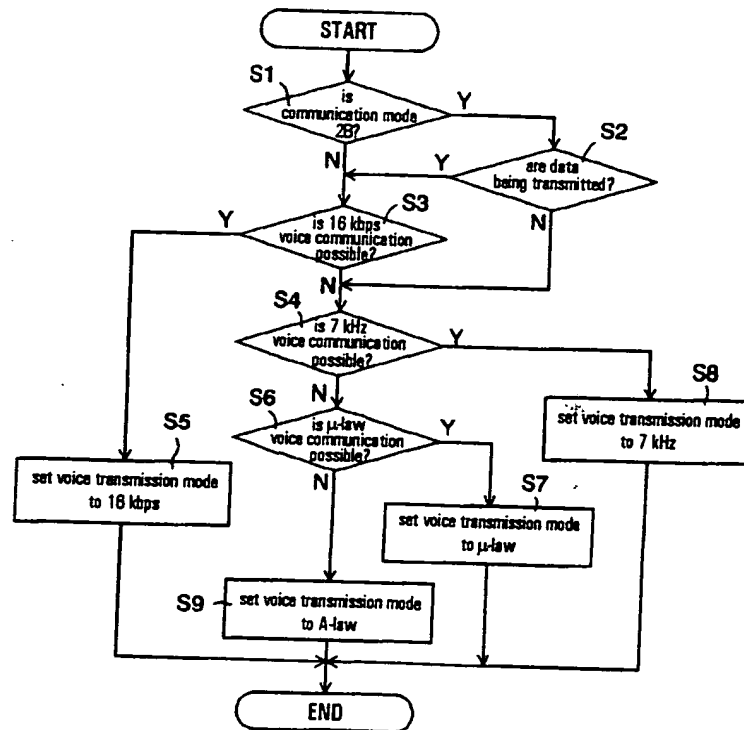 START
S1
is
communication mode
2B?
Y
S2
are data
being transmitted?
Y
N
N
S3
is 16 kbps
voice communication
possible?
Y
N
S4
is 7 kHz
voice communication
possible?
Y
N
S8
set voice transmission mode
to 7 kHz
S6
is μ-law
voice communication
possible?
Y
N
S5
set voice transmission mode
to 16 kbps
S7
set voice transmission mode
to μ-law
S9
set voice transmission mode
to A-law
END